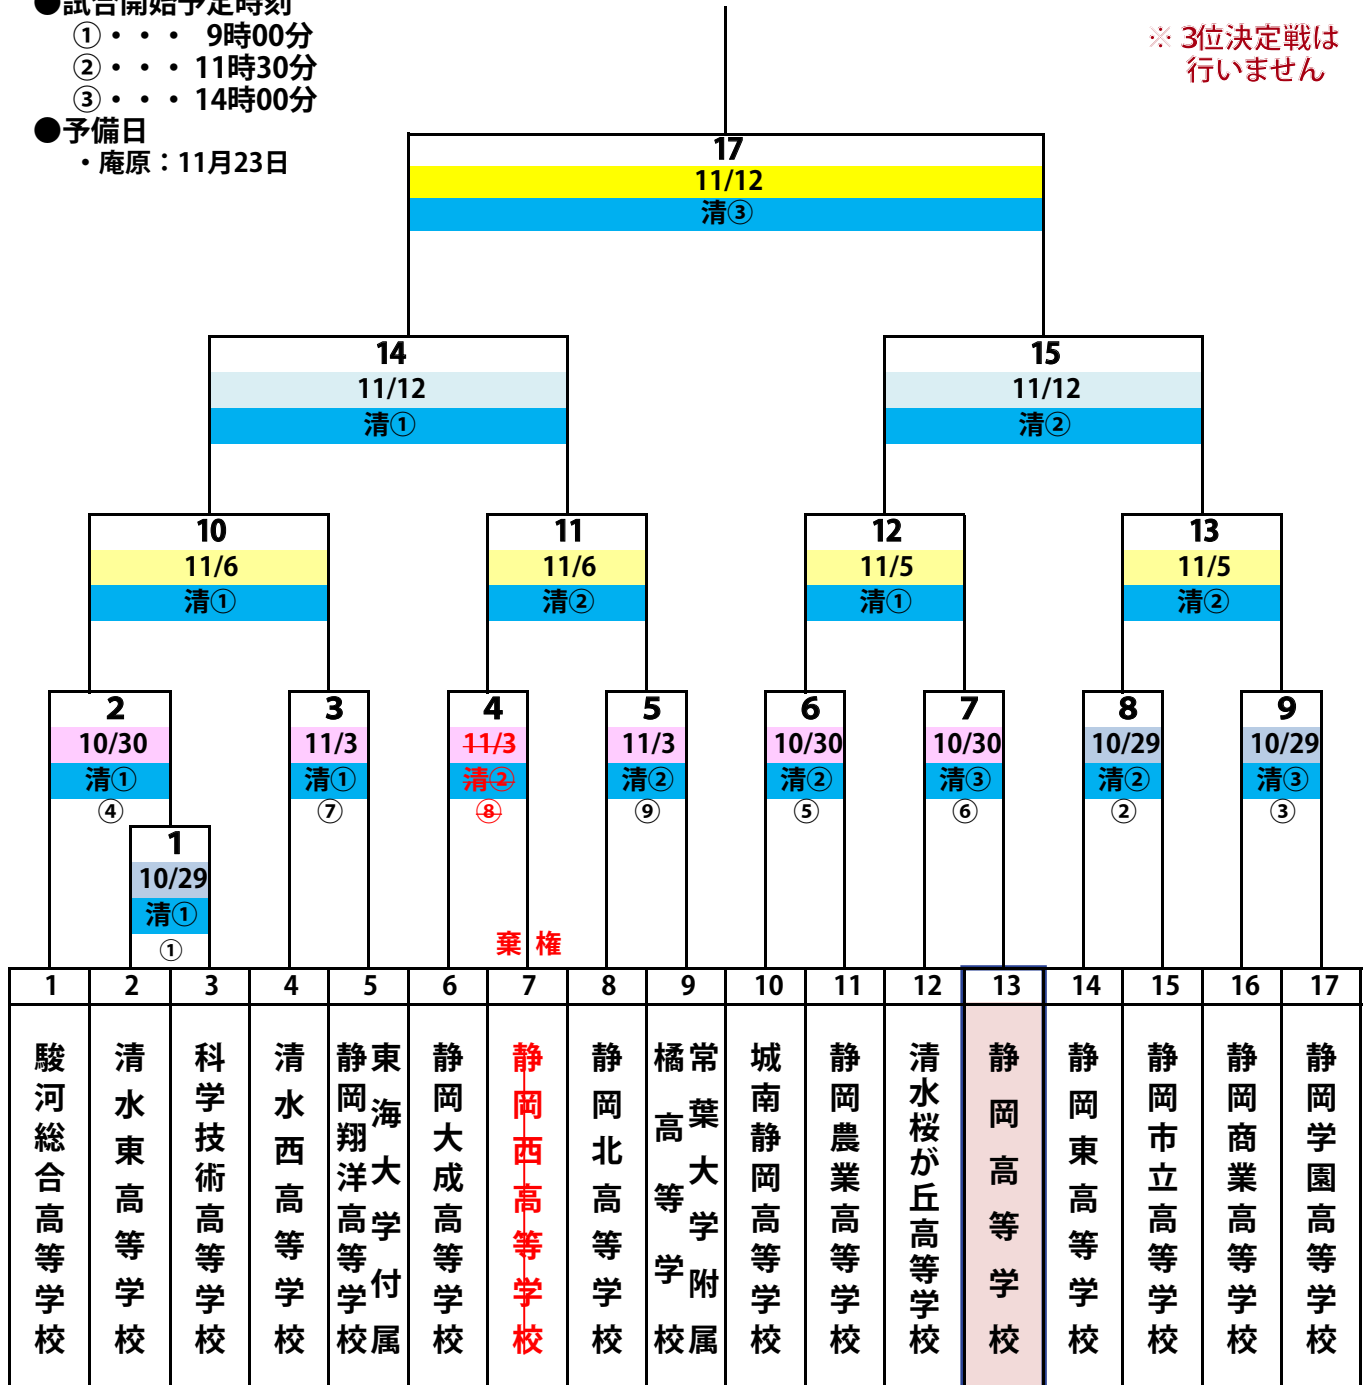 ●試合開始予定時刻
①・・・ 9時00分
②・・・ 11時30分
③・・・ 14時00分
●予備日
・庵原：11月23日
※ 3位決定戦は
行いません
17
11/12
清③
14
11/12
清①
15
11/12
清②
10
11/6
清①
11
11/6
清②
12
11/5
清①
13
11/5
清②
2
10/30
清①
④
3
11/3
清①
⑦
4
11/3
清②
⑧
5
11/3
清②
⑨
6
10/30
清②
⑤
7
10/30
清③
⑥
8
10/29
清②
②
9
10/29
清③
③
1
10/29
清①
①
棄権
1 2 3 4 5 6 7 8 9 10 11 12 13 14 15 16 17
駿河総合高等学校
清水東高等学校
科学技術高等学校
清水西高等学校
東海大学付属
静岡翔洋高等学校
静岡大成高等学校
静岡西高等学校
静岡北高等学校
常葉大学附属
橘高等学校
城南静岡高等学校
静岡農業高等学校
清水桜が丘高等学校
静岡高等学校
静岡東高等学校
静岡市立高等学校
静岡商業高等学校
静岡学園高等学校